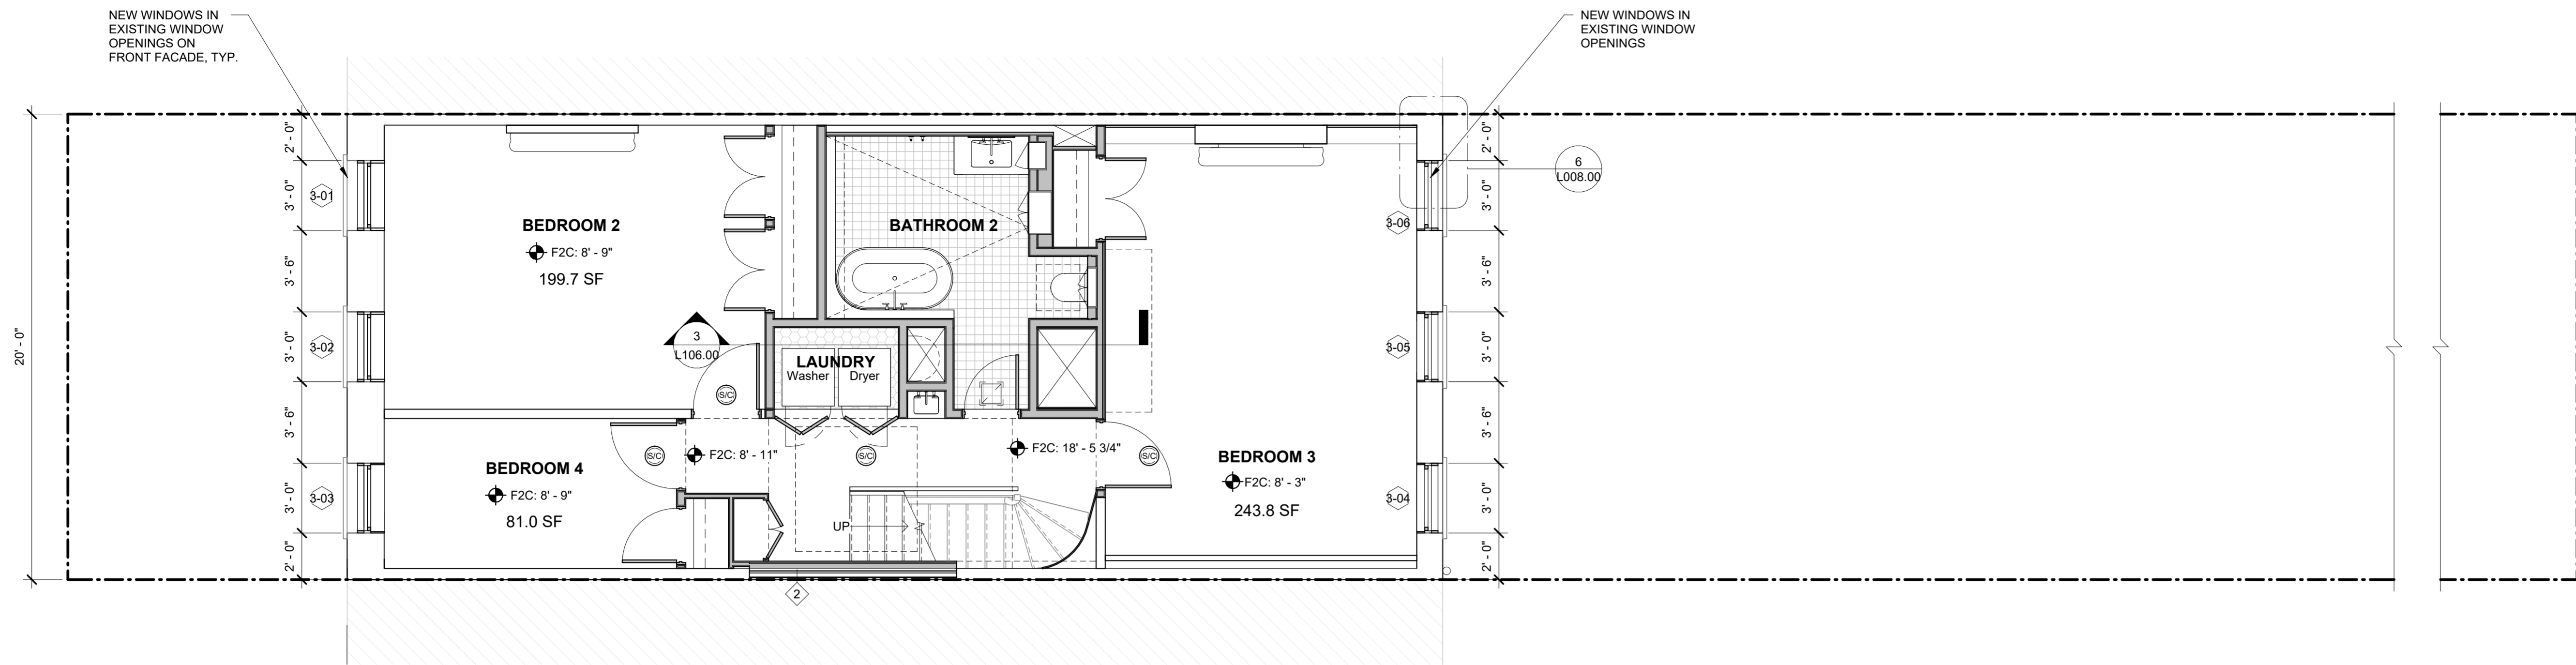 NEW WINDOWS IN
EXISTING WINDOW
OPENINGS ON
FRONT FACADE, TYP.
NEW WINDOWS IN
EXISTING WINDOW
OPENINGS
20' - 0"
2' - 0"
3' - 0"
3' - 6"
3' - 0"
3' - 6"
3' - 0"
2' - 0"
3-01
3-02
3-03
BEDROOM 2
F2C: 8' - 9"
199.7 SF
BATHROOM 2
3
L106.00
LAUNDRY
Washer
Dryer
S/C
BEDROOM 4
F2C: 8' - 9"
81.0 SF
S/C
F2C: 8' - 11"
S/C
F2C: 18' - 5 3/4"
S/C
UP
2
BEDROOM 3
F2C: 8' - 3"
243.8 SF
3-06
3-05
3-04
2' - 0"
3' - 0"
3' - 6"
3' - 0"
3' - 6"
3' - 0"
2' - 0"
6
L008.00